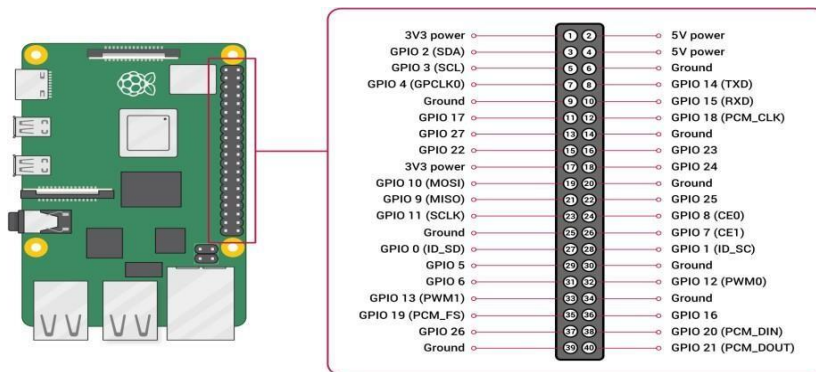 3V3 power 1 2 5V power
GPIO 2 (SDA) 3 4 5V power
GPIO 3 (SCL) 5 6 Ground
GPIO 4 (GPCLK0) 7 8 GPIO 14 (TXD)
Ground 9 10 GPIO 15 (RXD)
GPIO 17 11 12 GPIO 18 (PCM_CLK)
GPIO 27 13 14 Ground
GPIO 22 15 16 GPIO 23
3V3 power 17 18 GPIO 24
GPIO 10 (MOSI) 19 20 Ground
GPIO 9 (MISO) 21 22 GPIO 25
GPIO 11 (SCLK) 23 24 GPIO 8 (CE0)
Ground 25 26 GPIO 7 (CE1)
GPIO 0 (ID_SD) 27 28 GPIO 1 (ID_SC)
GPIO 5 29 30 Ground
GPIO 6 31 32 GPIO 12 (PWM0)
GPIO 13 (PWM1) 33 34 Ground
GPIO 19 (PCM_FS) 35 36 GPIO 16
GPIO 26 37 38 GPIO 20 (PCM_DIN)
Ground 39 40 GPIO 21 (PCM_DOUT)